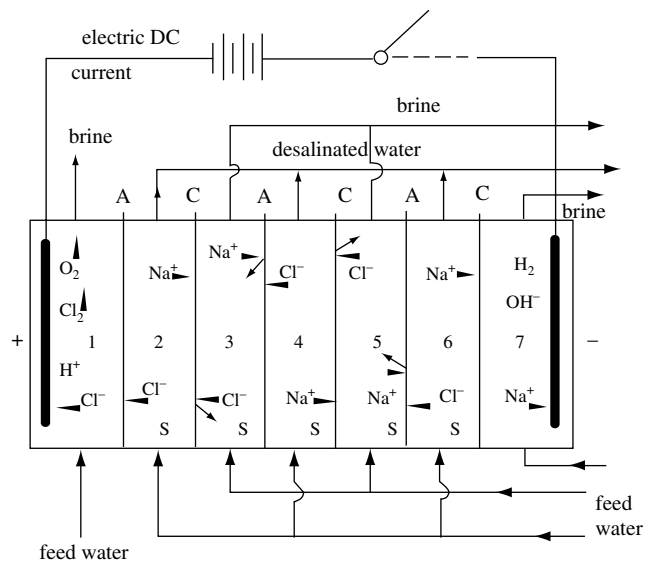 electric DC
current
brine
brine
desalinated water
A C A C A C
brine
O₂
Na⁺
Na⁺
Cl⁻
Cl⁻
Na⁺
H₂
Cl₂
OH⁻
+ 1 2 3 4 5 6 7 −
H⁺
Cl⁻
Cl⁻
Cl⁻
Na⁺
Na⁺
Cl⁻
Na⁺
S S S S S
feed water
feed
water